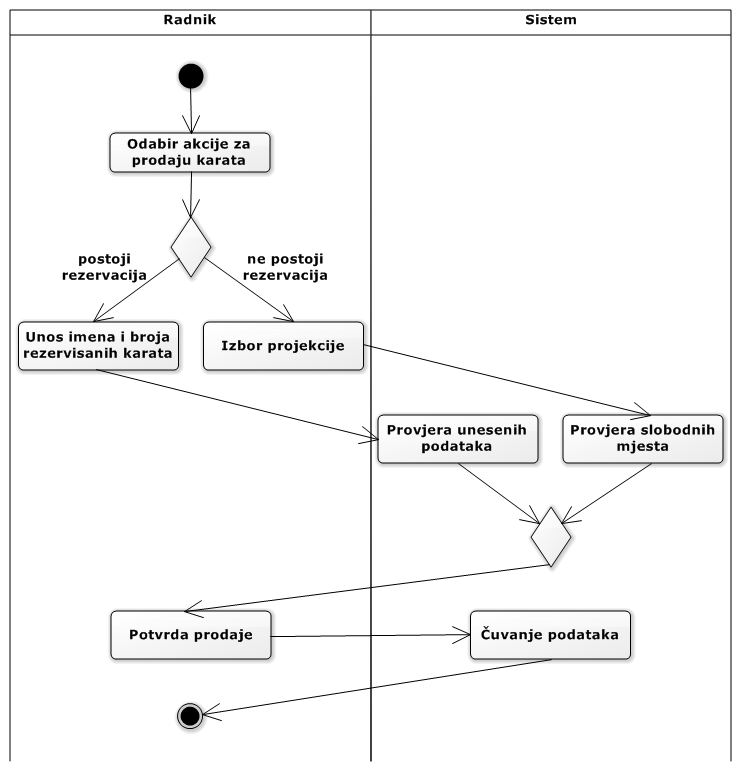 Radnik
Sistem
Odabir akcije za
prodaju karata
postoji
rezervacija
ne postoji
rezervacija
Unos imena i broja
rezervisanih karata
Izbor projekcije
Provjera unesenih
podataka
Provjera slobodnih
mjesta
Potvrda prodaje
Čuvanje podataka